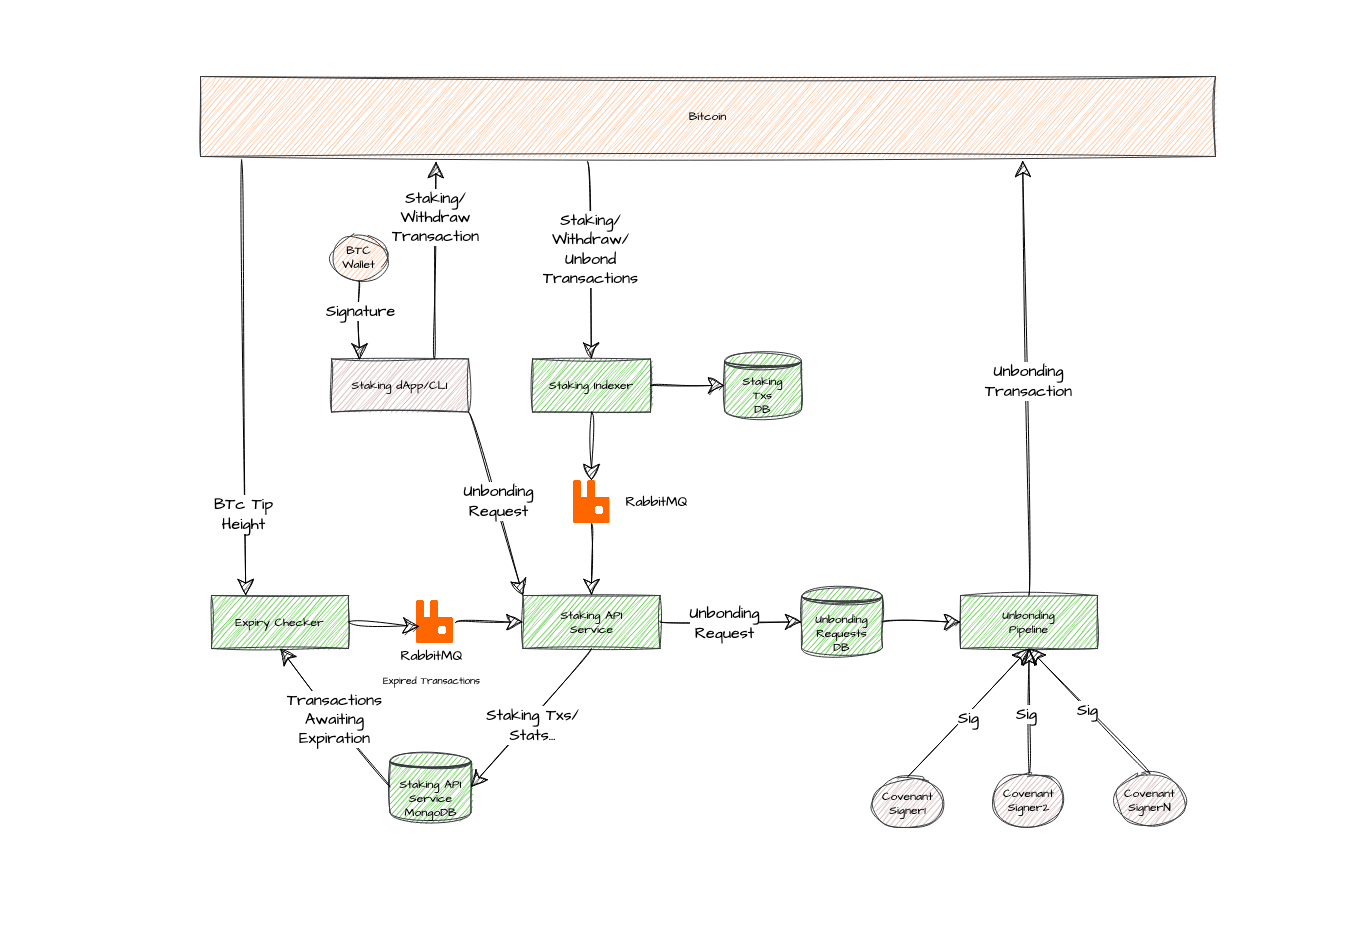 Bitcoin
Staking/
Withdraw
Transaction
Staking/
Withdraw/
Unbond
Transactions
BTC
Wallet
Signature
Staking dApp/CLI
Staking Indexer
Staking
Txs
DB
Unbonding
Transaction
BTc Tip
Height
Unbonding
Request
RabbitMQ
Expiry Checker
RabbitMQ
Expired Transactions
Staking API
Service
Unbonding
Request
Unbonding
Requests
DB
Unbonding
Pipeline
Transactions
Awaiting
Expiration
Staking Txs/
Stats...
Sig
Sig
Sig
Staking API
Service
MongoDB
Covenant
Signer1
Covenant
Signer2
Covenant
SignerN